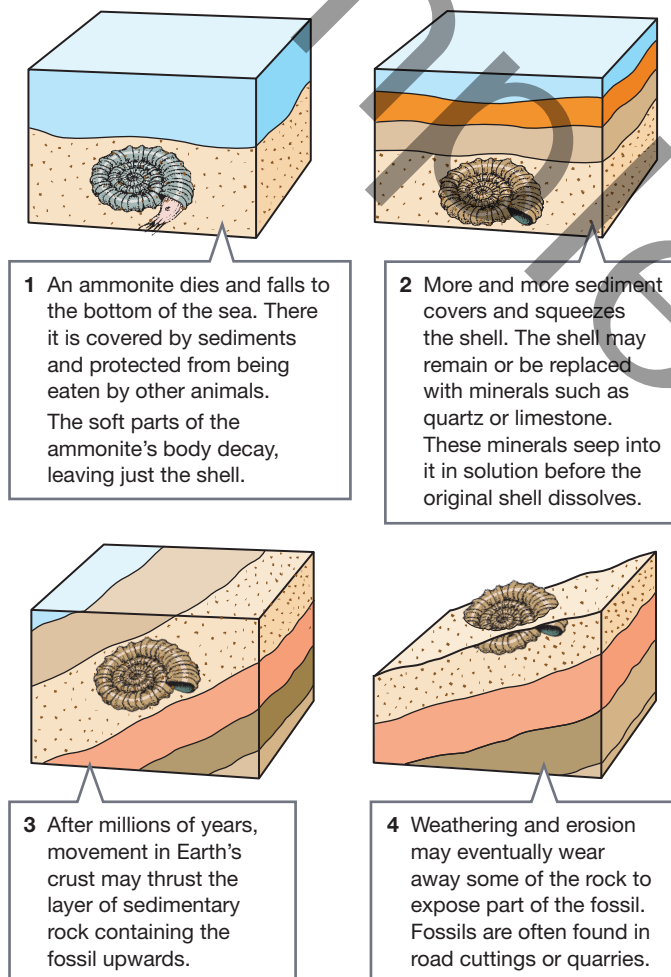 1 An ammonite dies and falls to
the bottom of the sea. There
it is covered by sediments
and protected from being
eaten by other animals.
The soft parts of the
ammonite's body decay,
leaving just the shell.
2 More and more sediment
covers and squeezes
the shell. The shell may
remain or be replaced
with minerals such as
quartz or limestone.
These minerals seep into
it in solution before the
original shell dissolves.
3 After millions of years,
movement in Earth's
crust may thrust the
layer of sedimentary
rock containing the
fossil upwards.
4 Weathering and erosion
may eventually wear
away some of the rock to
expose part of the fossil.
Fossils are often found in
road cuttings or quarries.